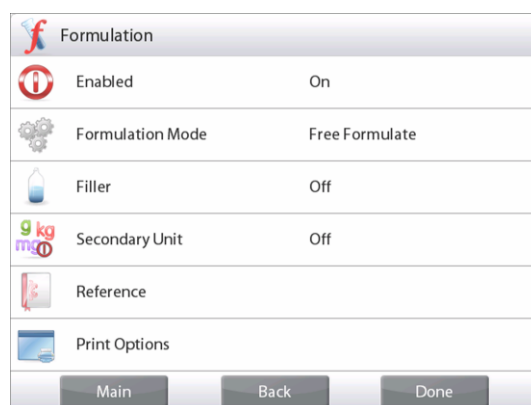 Formulation
Enabled On
Formulation Mode Free Formulate
Filler Off
g kg
mg
Secondary Unit Off
Reference
Print Options
Main Back Done